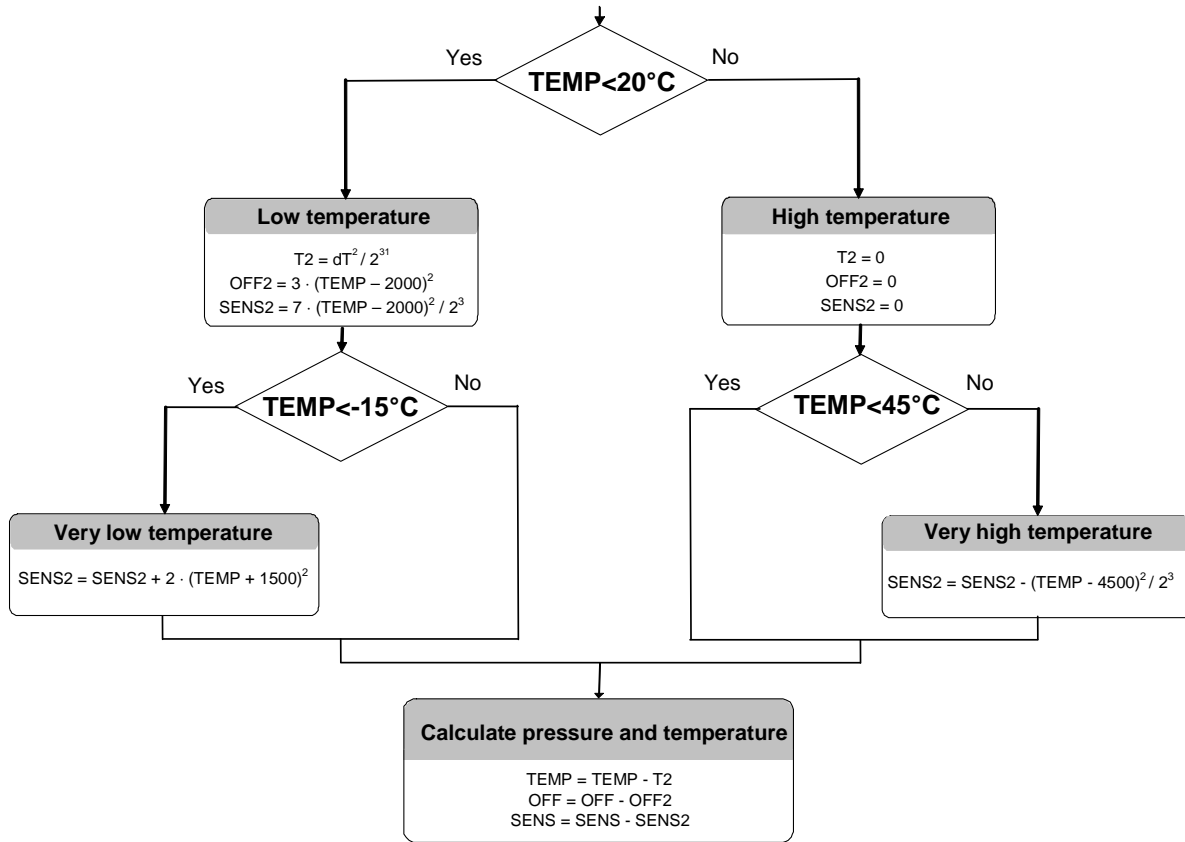 Yes
No
TEMP<20°C
Low temperature
T2 = dT² / 2³¹
OFF2 = 3 · (TEMP – 2000)²
SENS2 = 7 · (TEMP – 2000)² / 2³
High temperature
T2 = 0
OFF2 = 0
SENS2 = 0
Yes
No
TEMP<-15°C
Yes
No
TEMP<45°C
Very low temperature
SENS2 = SENS2 + 2 · (TEMP + 1500)²
Very high temperature
SENS2 = SENS2 - (TEMP - 4500)² / 2³
Calculate pressure and temperature
TEMP = TEMP - T2
OFF = OFF - OFF2
SENS = SENS - SENS2